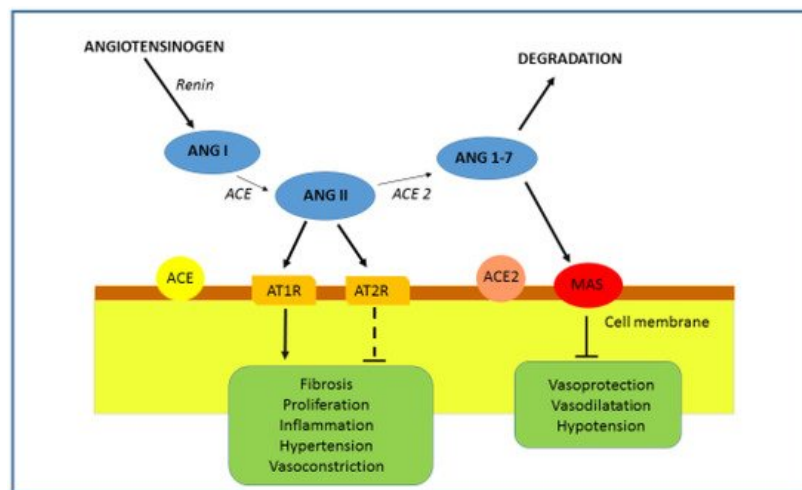 ANGIOTENSINOGEN
Renin
DEGRADATION
ANG I
ACE
ANG II
ACE 2
ANG 1-7
ACE
AT1R
AT2R
ACE2
MAS
Cell membrane
Fibrosis
Proliferation
Inflammation
Hypertension
Vasoconstriction
Vasoprotection
Vasodilatation
Hypotension